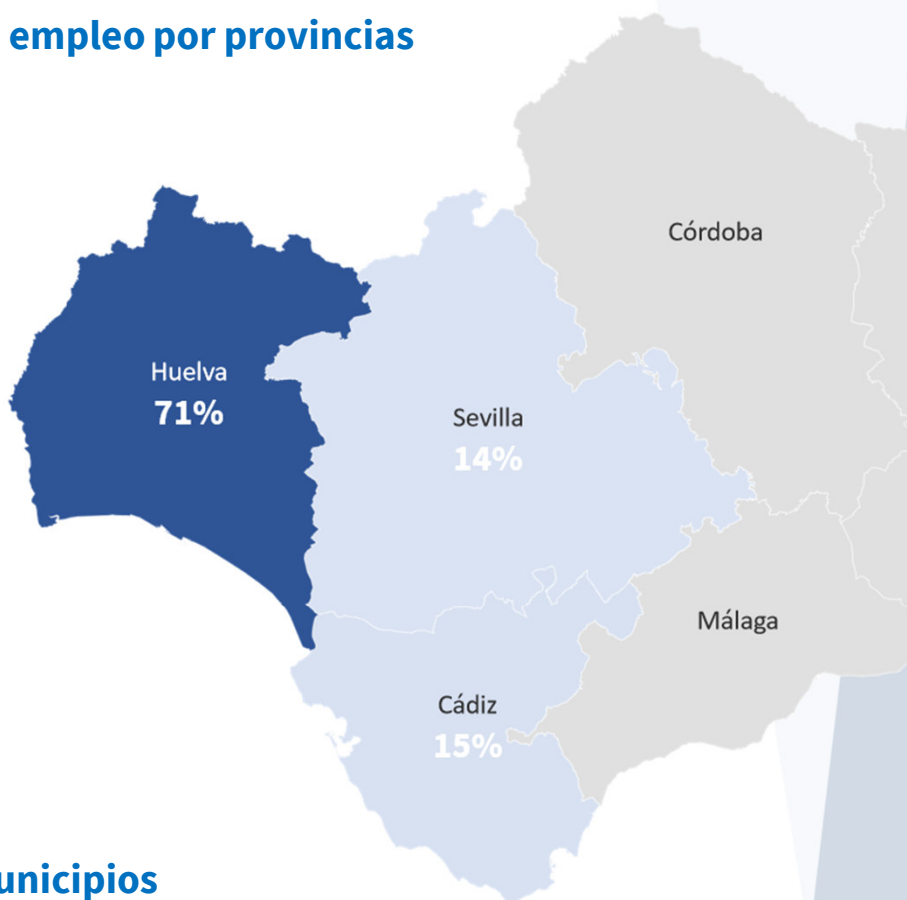 empleo por provincias
Córdoba
Huelva
71%
Sevilla
14%
Málaga
Cádiz
15%
unicipios